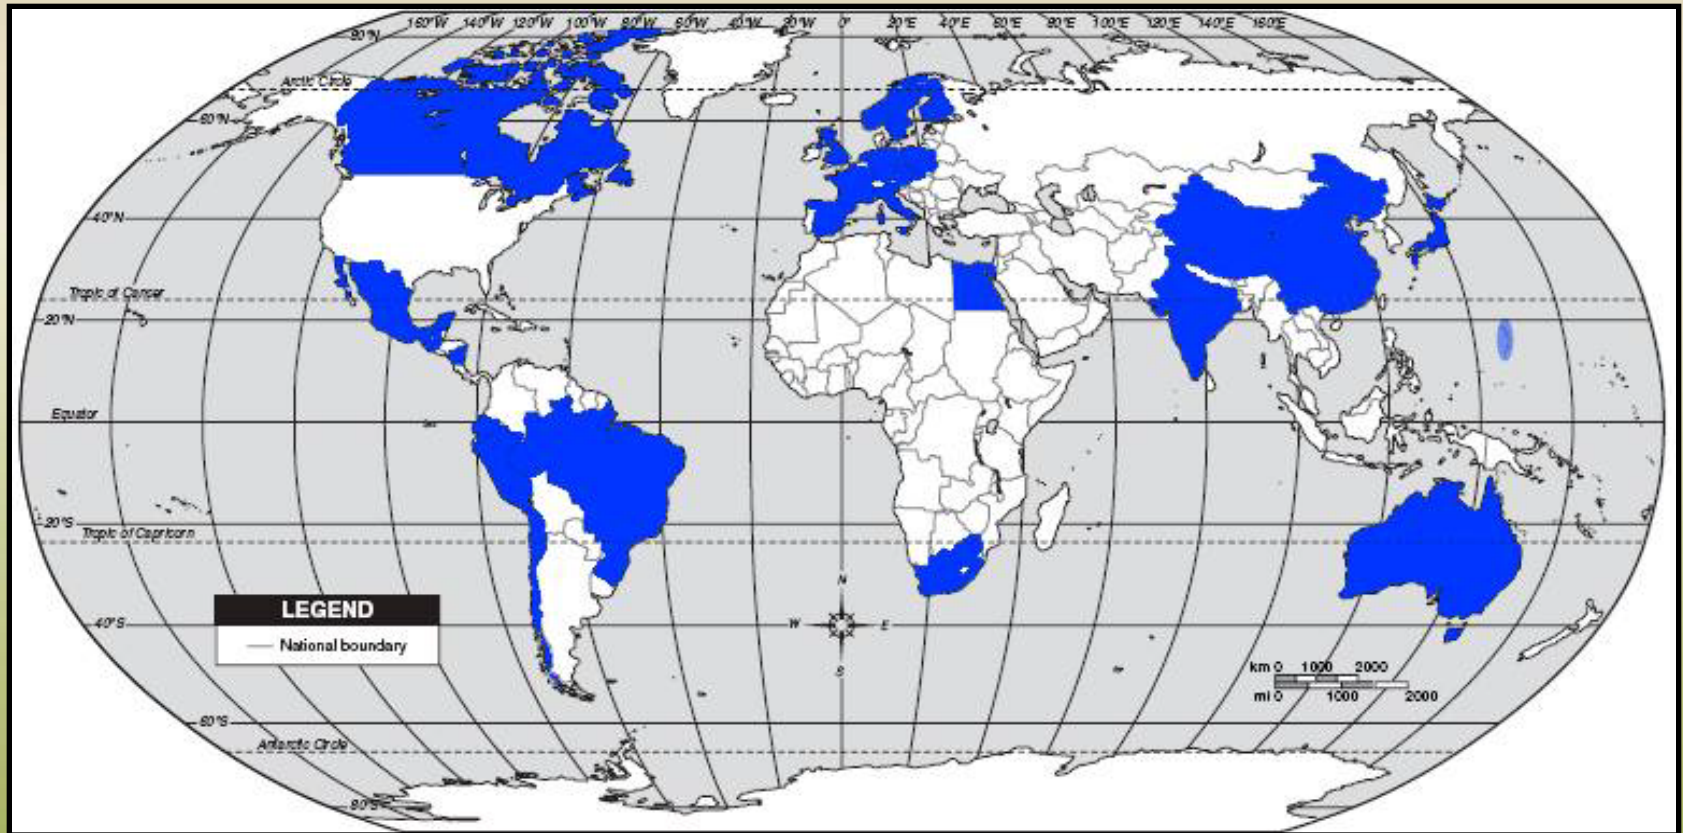 160°W 140°W 120°W 100°W 80°W 60°W 40°W 20°W 0° 20°E 40°E 60°E 80°E 100°E 120°E 140°E 160°E
80°N
Arctic Circle
60°N
40°N
Tropic of Cancer
20°N
Equator
20°S
Tropic of Capricorn
N
LEGEND
40°S
W E
National boundary
S
km 0 1000 2000
mi 0 1000 2000
60°S
Antarctic Circle
80°S